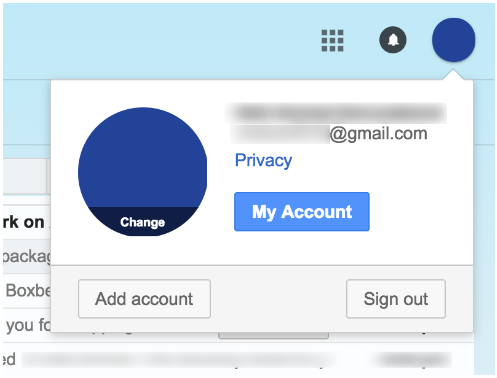 @gmail.com
Privacy
Change
My Account
Add account
Sign out
rk on
packag
Boxbe
you fo
ed